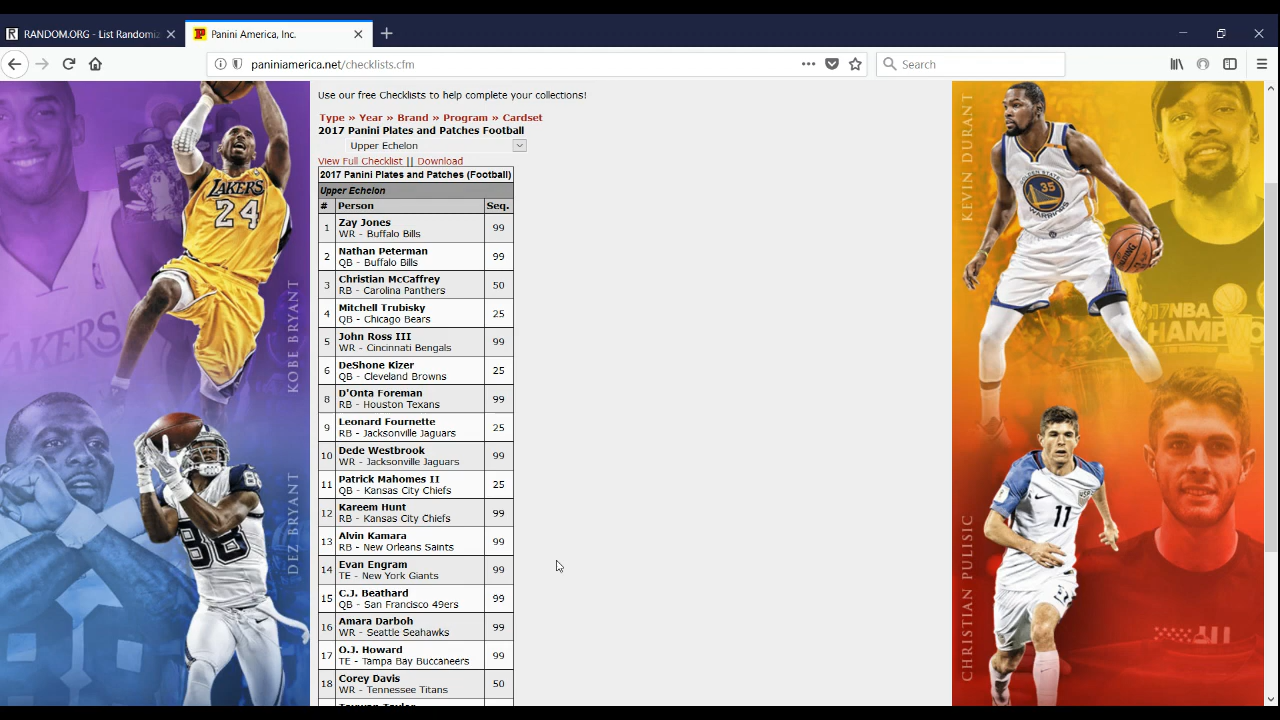 RANDOM.ORG - List Randomi
Panini America, Inc.
paniniamerica.net/checklists.cfm
Search
Use our free Checklists to help complete your collections!
Type » Year » Brand » Program » Cardset
2017 Panini Plates and Patches Football
Upper Echelon
View Full Checklist || Download
2017 Panini Plates and Patches (Football)
Upper Echelon
# Person Seq.
1 Zay Jones 99
WR - Buffalo Bills
2 Nathan Peterman 99
QB - Buffalo Bills
3 Christian McCaffrey 50
RB - Carolina Panthers
4 Mitchell Trubisky 25
QB - Chicago Bears
5 John Ross III 99
WR - Cincinnati Bengals
6 DeShone Kizer 25
QB - Cleveland Browns
8 D'Onta Foreman 99
RB - Houston Texans
9 Leonard Fournette 25
RB - Jacksonville Jaguars
10 Dede Westbrook 99
WR - Jacksonville Jaguars
11 Patrick Mahomes II 25
QB - Kansas City Chiefs
12 Kareem Hunt 99
RB - Kansas City Chiefs
13 Alvin Kamara 99
RB - New Orleans Saints
14 Evan Engram 99
TE - New York Giants
15 C.J. Beathard 99
QB - San Francisco 49ers
16 Amara Darboh 99
WR - Seattle Seahawks
17 O.J. Howard 99
TE - Tampa Bay Buccaneers
18 Corey Davis 50
WR - Tennessee Titans
LAKERS
24
KOBE BRYANT
88
DEZ BRYANT
KEVIN DURANT
WARRIORS
35
17 NBA
CHAMPIO
11
CHRISTIAN PULISIC